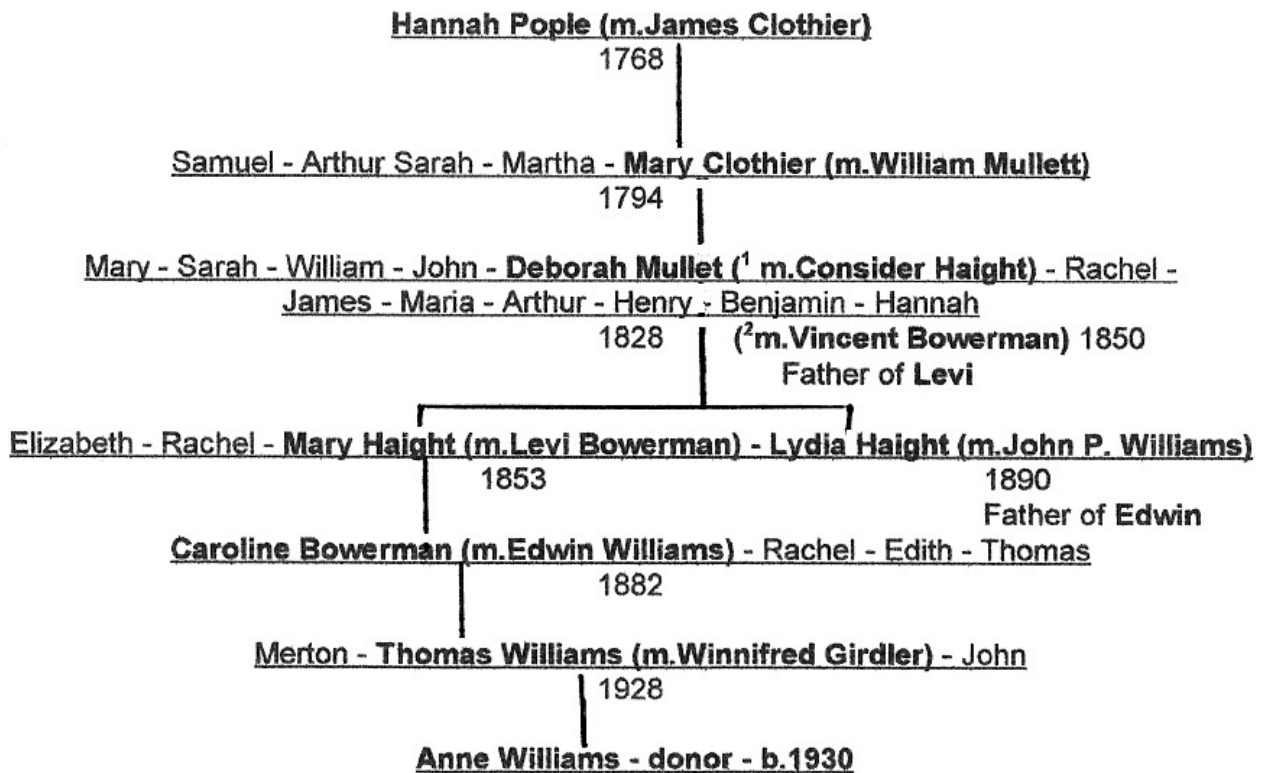 Hannah Pople (m.James Clothier)
1768
Samuel - Arthur Sarah - Martha - Mary Clothier (m.William Mullett)
1794
Mary - Sarah - William - John - Deborah Mullet (¹ m.Consider Haight) - Rachel -
James - Maria - Arthur - Henry - Benjamin - Hannah
1828 (²m.Vincent Bowerman) 1850
Father of Levi
Elizabeth - Rachel - Mary Haight (m.Levi Bowerman) - Lydia Haight (m.John P. Williams)
1853 1890
Father of Edwin
Caroline Bowerman (m.Edwin Williams) - Rachel - Edith - Thomas
1882
Merton - Thomas Williams (m.Winnifred Girdler) - John
1928
Anne Williams - donor - b.1930